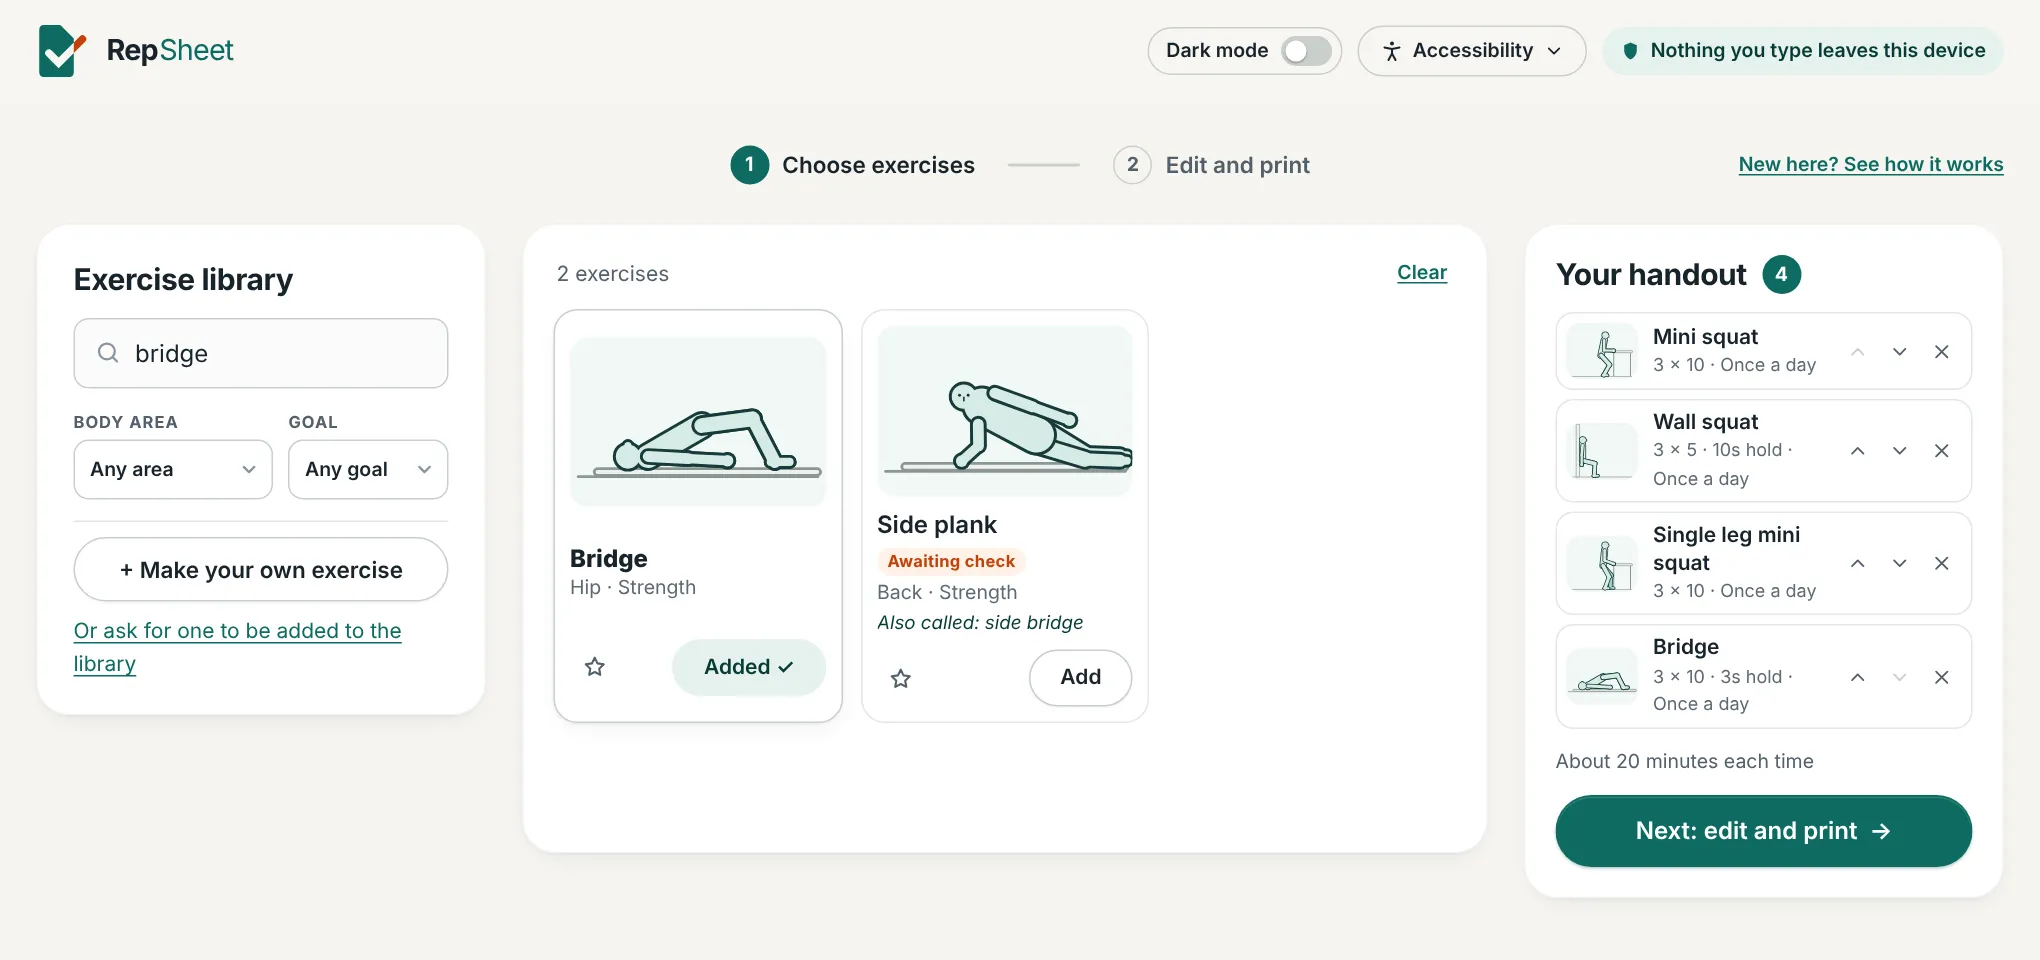 RepSheet
Dark mode
Accessibility
Nothing you type leaves this device
1 Choose exercises
2 Edit and print
New here? See how it works
Exercise library
bridge
BODY AREA
GOAL
Any area
Any goal
+ Make your own exercise
Or ask for one to be added to the
library
2 exercises
Clear
Bridge
Hip · Strength
Added ✓
Side plank
Awaiting check
Back · Strength
Also called: side bridge
Add
Your handout 4
Mini squat
3 × 10 · Once a day
Wall squat
3 × 5 · 10s hold ·
Once a day
Single leg mini
squat
3 × 10 · Once a day
Bridge
3 × 10 · 3s hold ·
Once a day
About 20 minutes each time
Next: edit and print →